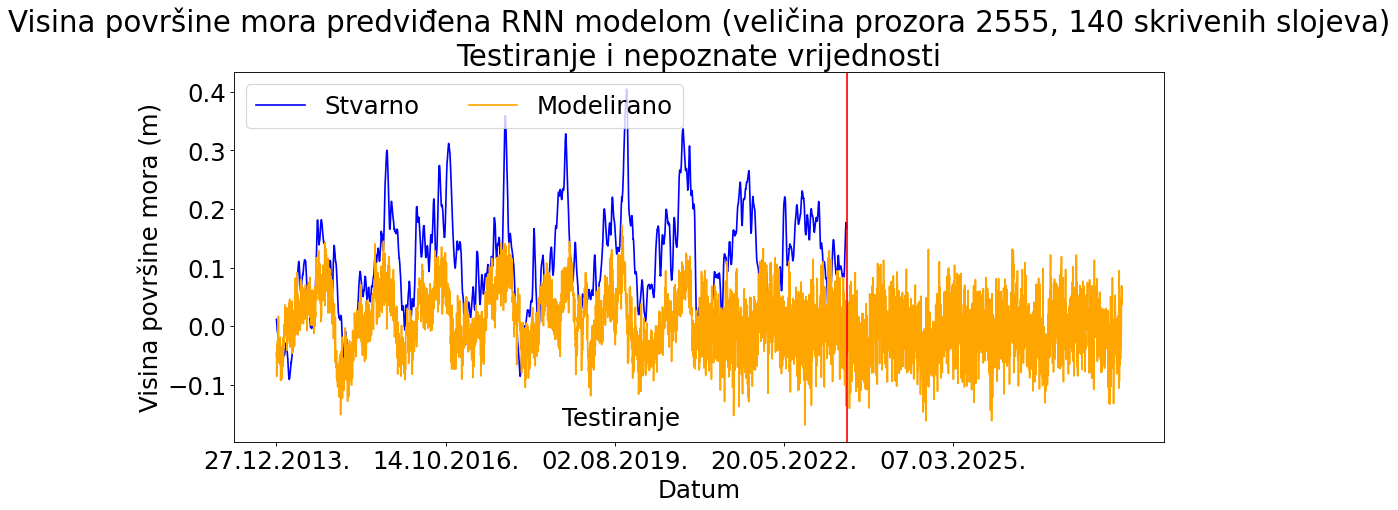 Visina površine mora predviđena RNN modelom (veličina prozora 2555, 140 skrivenih slojeva)
Testiranje i nepoznate vrijednosti
Stvarno Modelirano
Visina površine mora (m)
0.4
0.3
0.2
0.1
0.0
−0.1
Testiranje
27.12.2013. 14.10.2016. 02.08.2019. 20.05.2022. 07.03.2025.
Datum